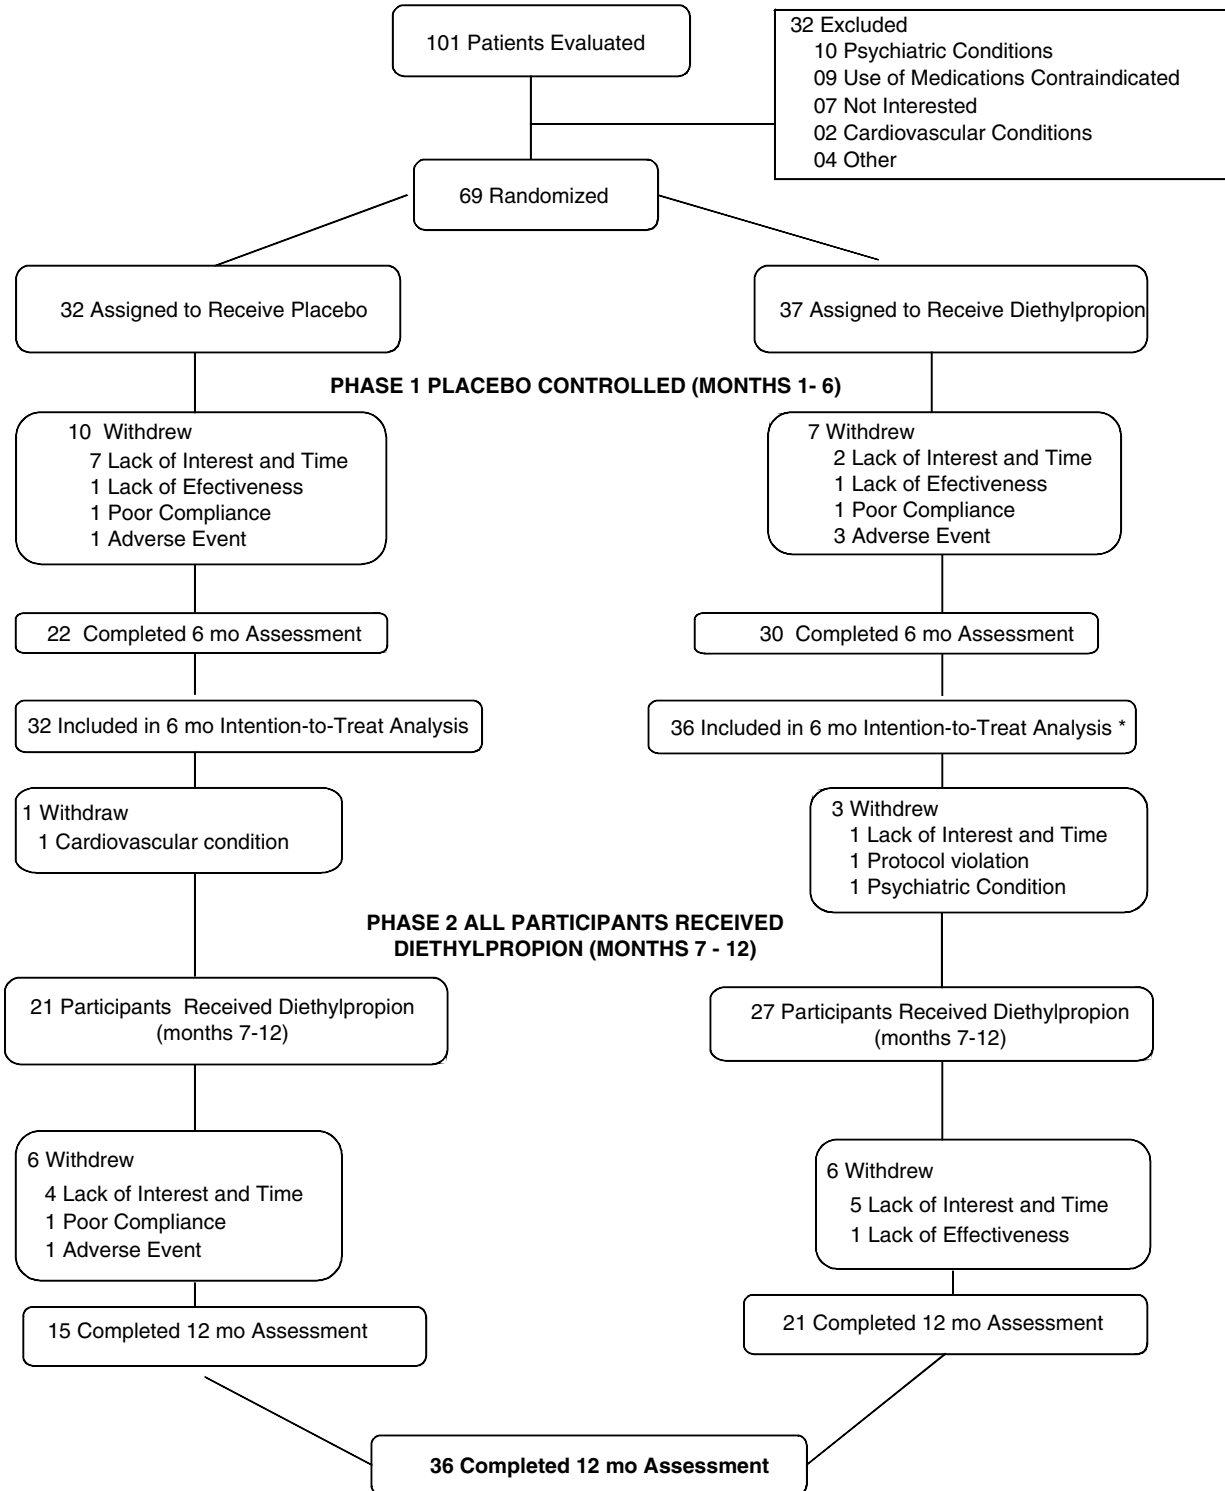 101 Patients Evaluated
32 Excluded
10 Psychiatric Conditions
09 Use of Medications Contraindicated
07 Not Interested
02 Cardiovascular Conditions
04 Other
69 Randomized
32 Assigned to Receive Placebo
37 Assigned to Receive Diethylpropion
PHASE 1 PLACEBO CONTROLLED (MONTHS 1- 6)
10 Withdrew
7 Lack of Interest and Time
1 Lack of Efectiveness
1 Poor Compliance
1 Adverse Event
7 Withdrew
2 Lack of Interest and Time
1 Lack of Efectiveness
1 Poor Compliance
3 Adverse Event
22 Completed 6 mo Assessment
30 Completed 6 mo Assessment
32 Included in 6 mo Intention-to-Treat Analysis
36 Included in 6 mo Intention-to-Treat Analysis *
1 Withdraw
1 Cardiovascular condition
3 Withdrew
1 Lack of Interest and Time
1 Protocol violation
1 Psychiatric Condition
PHASE 2 ALL PARTICIPANTS RECEIVED
DIETHYLPROPION (MONTHS 7 - 12)
21 Participants Received Diethylpropion
(months 7-12)
27 Participants Received Diethylpropion
(months 7-12)
6 Withdrew
4 Lack of Interest and Time
1 Poor Compliance
1 Adverse Event
6 Withdrew
5 Lack of Interest and Time
1 Lack of Effectiveness
15 Completed 12 mo Assessment
21 Completed 12 mo Assessment
36 Completed 12 mo Assessment